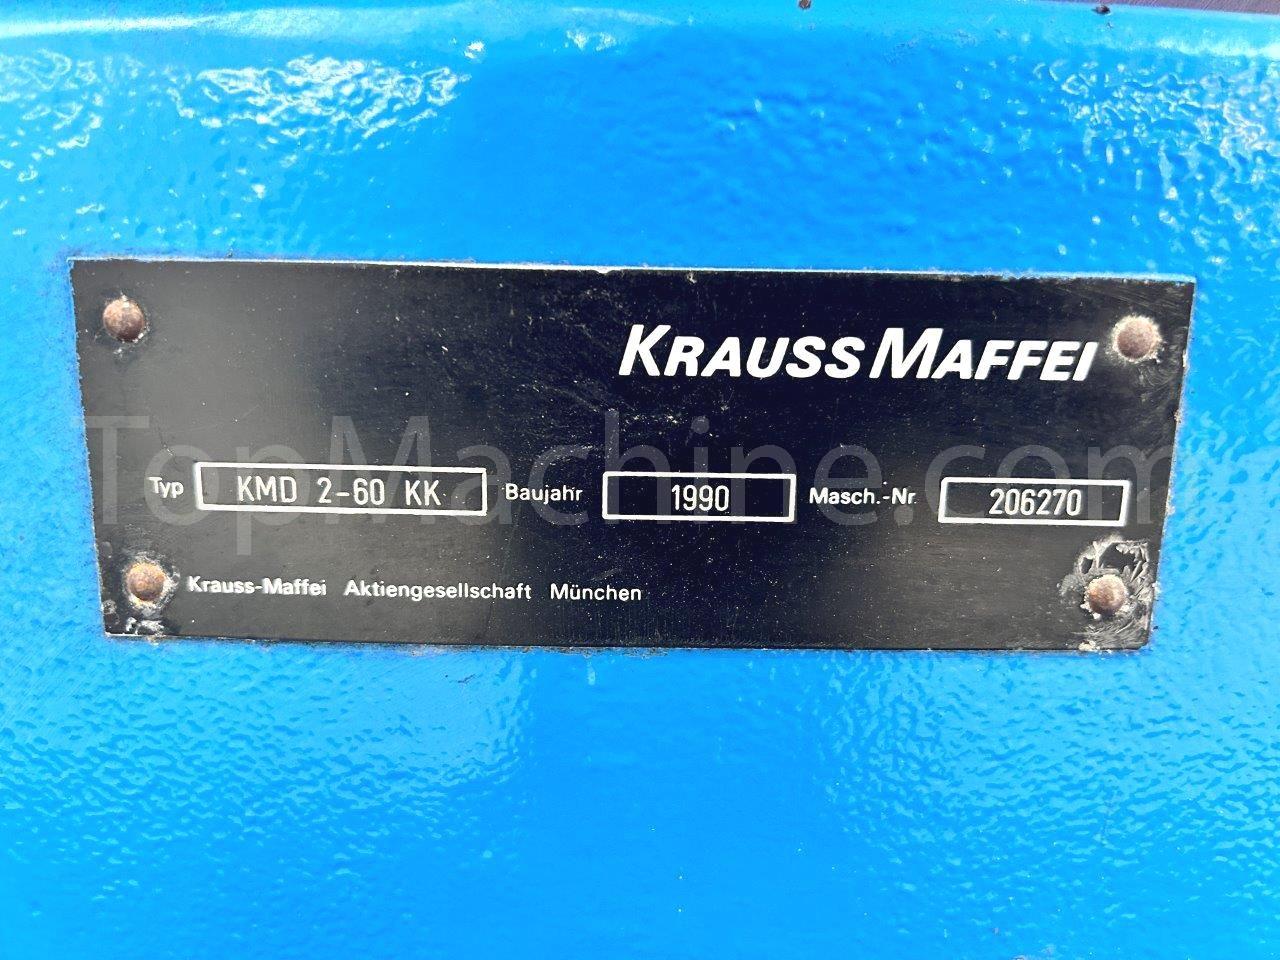 KRAUSS MAFFEI
TopMachine.com
Typ KMD 2-60 KK Baujahr 1990 Masch.-Nr. 206270
Krauss-Maffei Aktiengesellschaft München